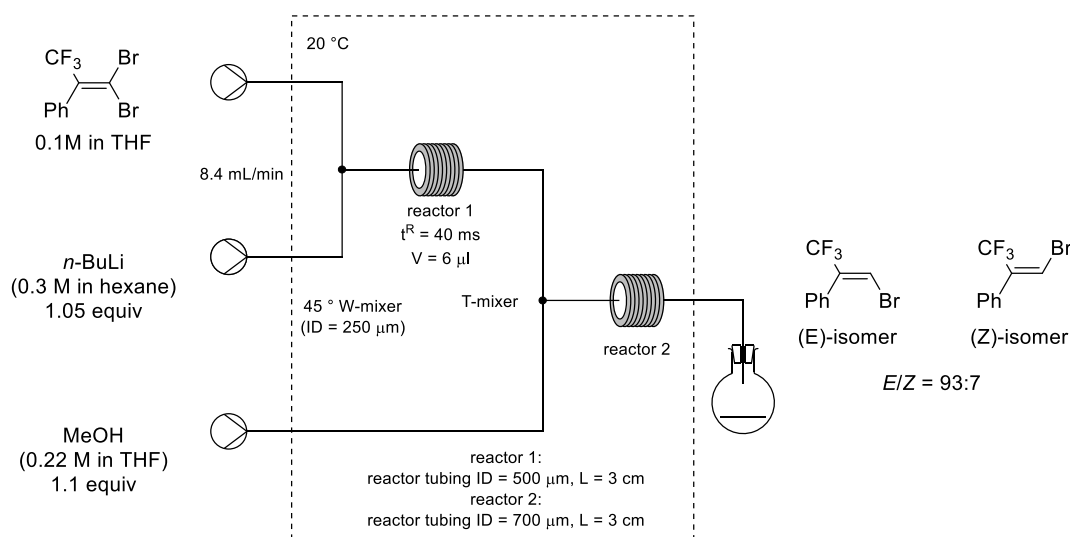 CF3
Br
Ph
Br
0.1M in THF
20 °C
8.4 mL/min
reactor 1
tR = 40 ms
V = 6 μl
n-BuLi
(0.3 M in hexane)
1.05 equiv
45 ° W-mixer
(ID = 250 μm)
T-mixer
reactor 2
CF3
Ph
Br
(E)-isomer
CF3
Br
Ph
(Z)-isomer
E/Z = 93:7
MeOH
(0.22 M in THF)
1.1 equiv
reactor 1:
reactor tubing ID = 500 μm, L = 3 cm
reactor 2:
reactor tubing ID = 700 μm, L = 3 cm